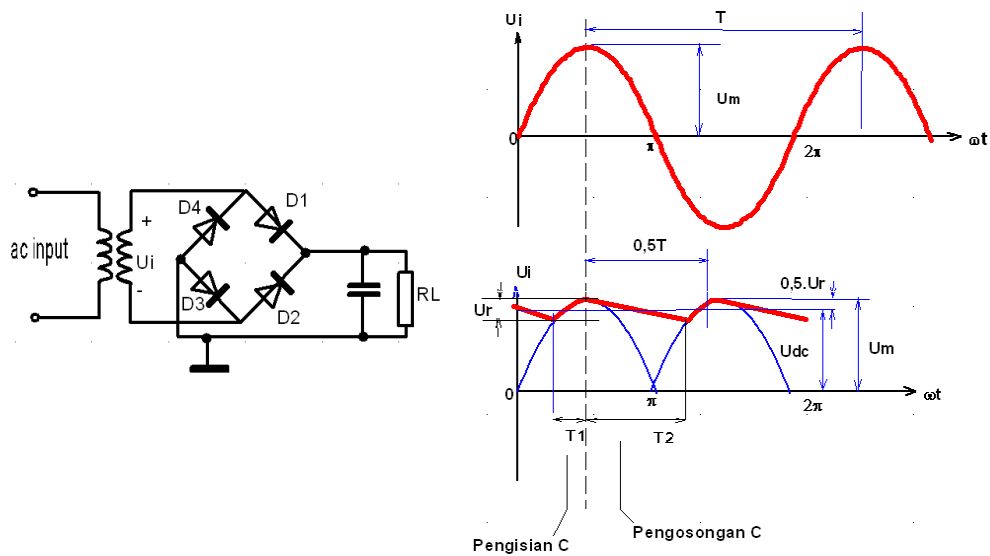 ac input
+
Ui
-
D4
D1
D3
D2
RL
Ui
T
Um
0
π
2π
ωt
0,5T
Ui
0,5.Ur
Ur
Udc
Um
0
π
2π
ωt
T1
T2
Pengisian C
Pengosongan C